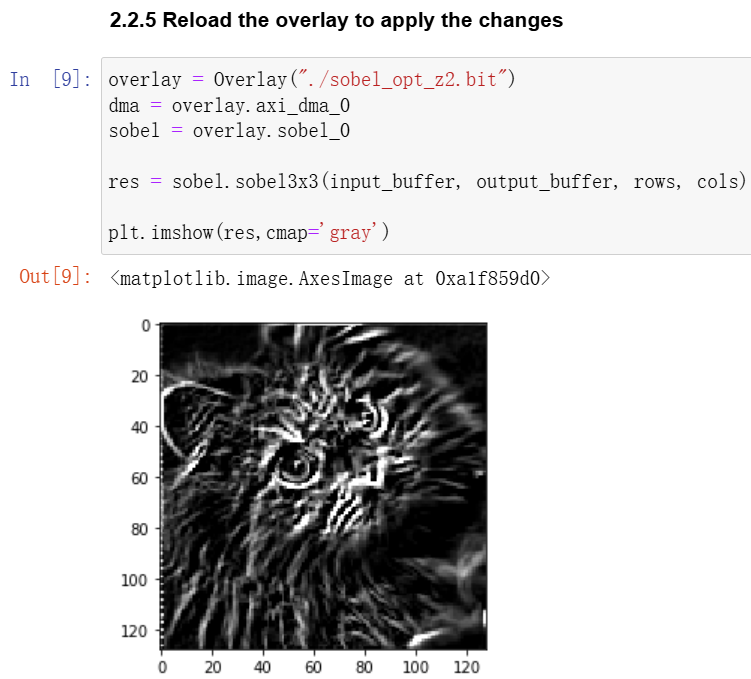 2.2.5 Reload the overlay to apply the changes
In [9]: overlay = Overlay("./sobel_opt_z2.bit")
dma = overlay.axi_dma_0
sobel = overlay.sobel_0
res = sobel.sobel3x3(input_buffer, output_buffer, rows, cols)
plt.imshow(res,cmap='gray')
Out[9]: <matplotlib.image.AxesImage at 0xa1f859d0>
0
20
40
60
80
100
120
0 20 40 60 80 100 120